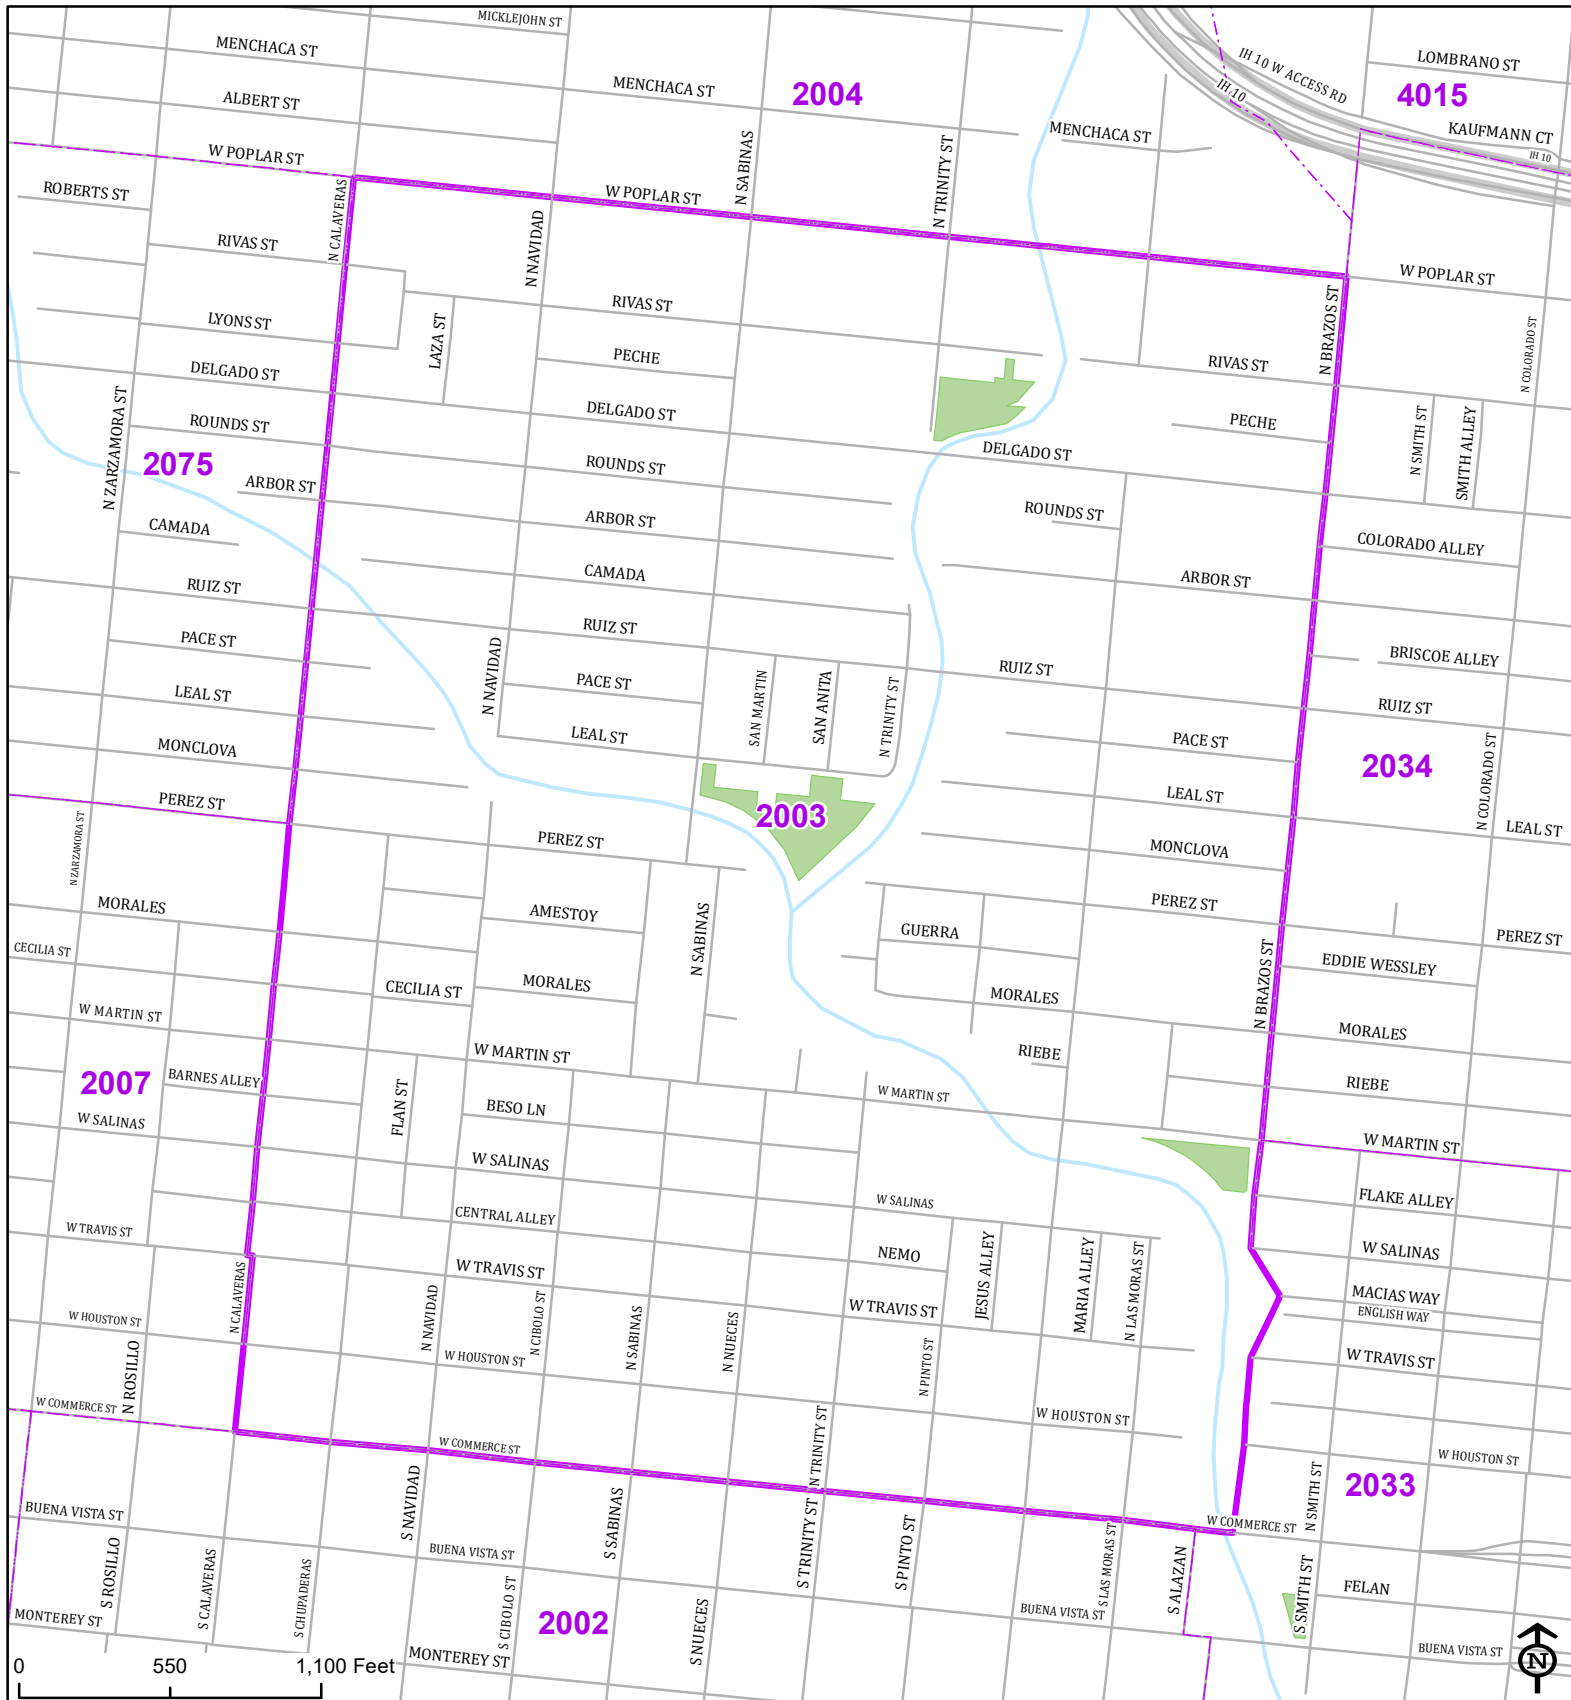 MICKLEJOHN ST
MENCHACA ST
LOMBRANO ST
IH 10 W ACCESS RD
MENCHACA ST
2004
IH 10
4015
ALBERT ST
MENCHACA ST
KAUFMANN CT
IH 10
W POPLAR ST
N SABINAS
N TRINITY ST
ROBERTS ST
N CALAVERAS
W POPLAR ST
RIVAS ST
N NAVIDAD
W POPLAR ST
RIVAS ST
N BRAZOS ST
LYONS ST
LAZA ST
N COLORADO ST
PECHE
RIVAS ST
DELGADO ST
N ZARZAMORA ST
DELGADO ST
PECHE
N SMITH ST
SMITH ALLEY
ROUNDS ST
DELGADO ST
2075
ROUNDS ST
ARBOR ST
ROUNDS ST
CAMADA
ARBOR ST
COLORADO ALLEY
CAMADA
ARBOR ST
RUIZ ST
RUIZ ST
PACE ST
RUIZ ST
BRISCOE ALLEY
N NAVIDAD
PACE ST
SAN MARTIN
SAN ANITA
N TRINITY ST
LEAL ST
RUIZ ST
LEAL ST
PACE ST
MONCLOVA
2034
N COLORADO ST
PEREZ ST
LEAL ST
2003
LEAL ST
N ZARZAMORA ST
PEREZ ST
MONCLOVA
MORALES
PEREZ ST
AMESTOY
N SABINAS
GUERRA
PEREZ ST
CECILIA ST
EDDIE WESSLEY
N BRAZOS ST
CECILIA ST
MORALES
MORALES
W MARTIN ST
MORALES
W MARTIN ST
RIEBE
2007
BARNES ALLEY
RIEBE
FLAN ST
W MARTIN ST
BESO LN
W SALINAS
W MARTIN ST
W SALINAS
W SALINAS
FLAKE ALLEY
W TRAVIS ST
CENTRAL ALLEY
NEMO
JESUS ALLEY
MARIA ALLEY
N LAS MORAS ST
W SALINAS
W TRAVIS ST
N CALAVERAS
N NAVIDAD
N CIBOLO ST
N SABINAS
N NUECES
W TRAVIS ST
MACIAS WAY
ENGLISH WAY
W HOUSTON ST
N ROSILLO
W HOUSTON ST
N PINTO ST
W TRAVIS ST
W COMMERCE ST
W HOUSTON ST
N TRINITY ST
W COMMERCE ST
W HOUSTON ST
2033
N SMITH ST
BUENA VISTA ST
S NAVIDAD
S SABINAS
S TRINITY ST
S PINTO ST
W COMMERCE ST
S ROSILLO
S CALAVERAS
S CHUPADERAS
BUENA VISTA ST
S CIBOLO ST
S LAS MORAS ST
S ALAZAN
S SMITH ST
FELAN
MONTEREY ST
2002
S NUECES
BUENA VISTA ST
BUENA VISTA ST
MONTEREY ST
0 550 1,100 Feet
N